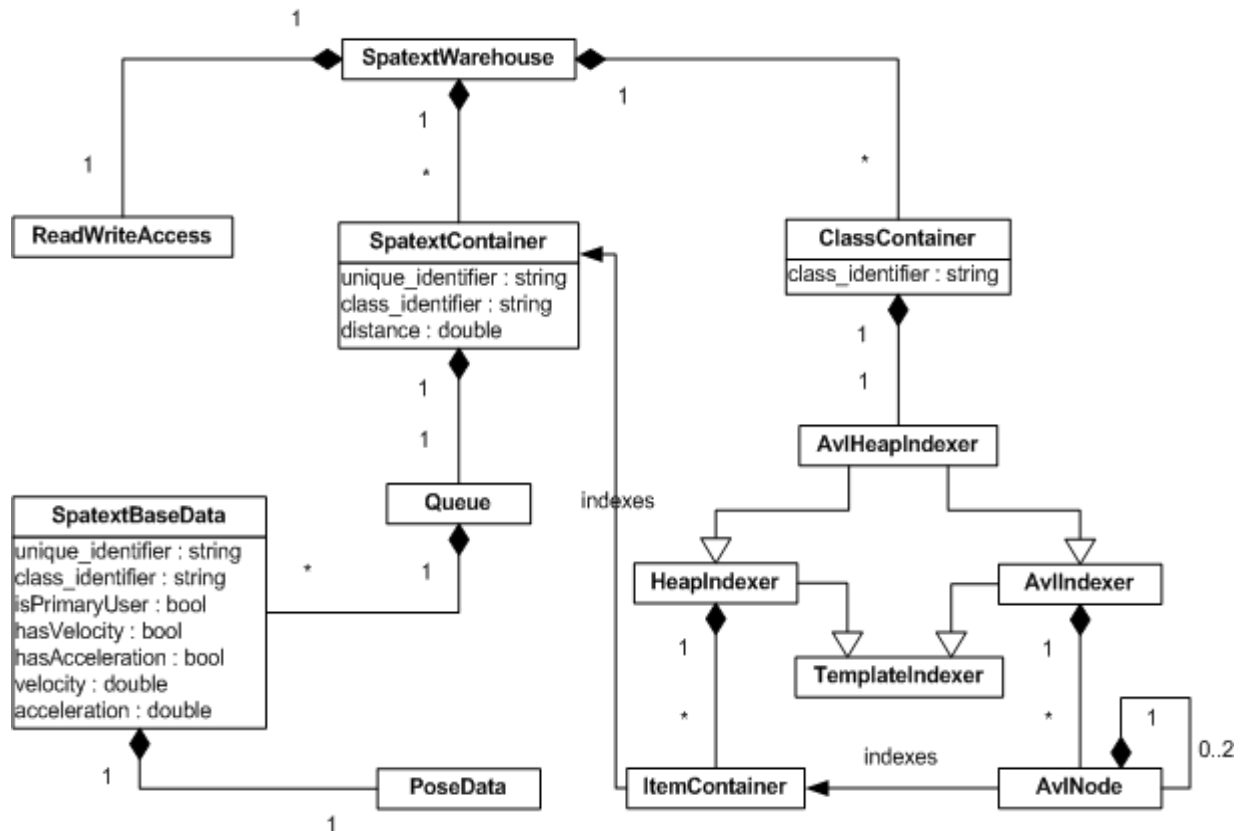 1
SpatextWarehouse
1
1
1
*
*
ReadWriteAccess
SpatextContainer
unique_identifier : string
class_identifier : string
distance : double
ClassContainer
class_identifier : string
1
1
1
1
AvlHeapIndexer
indexes
Queue
1
SpatextBaseData
unique_identifier : string
class_identifier : string
isPrimaryUser : bool
hasVelocity : bool
hasAcceleration : bool
velocity : double
acceleration : double
*
HeapIndexer
AvlIndexer
1
1
TemplateIndexer
*
*
1
0..2
indexes
1
PoseData
1
ItemContainer
AvlNode